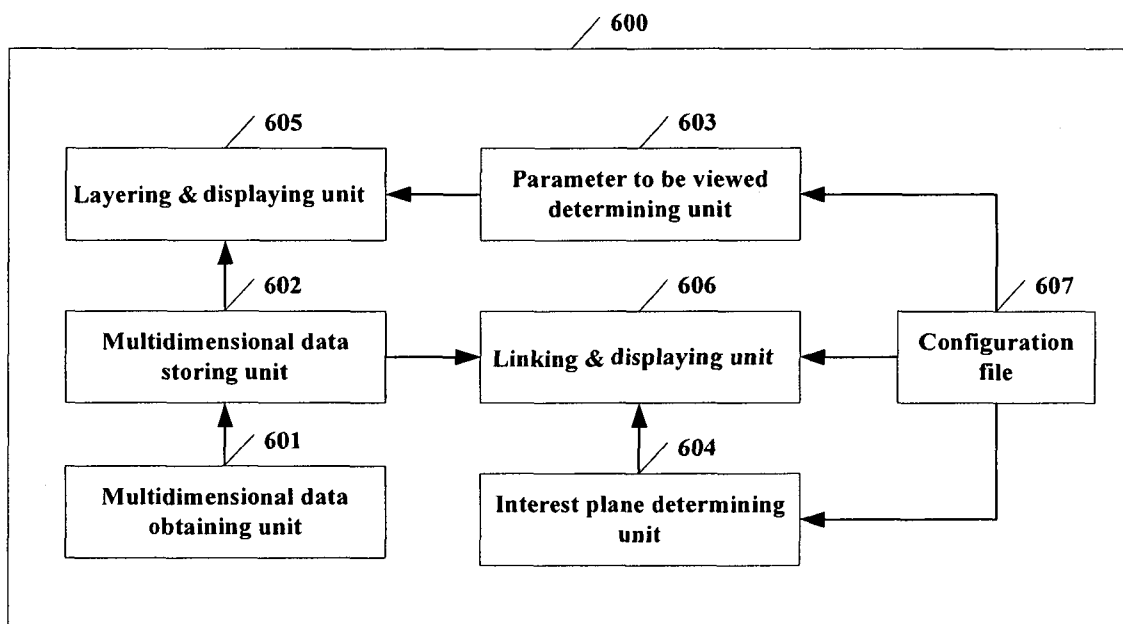 600
605
Layering & displaying unit
603
Parameter to be viewed
determining unit
602
Multidimensional data
storing unit
606
Linking & displaying unit
607
Configuration
file
601
Multidimensional data
obtaining unit
604
Interest plane determining
unit